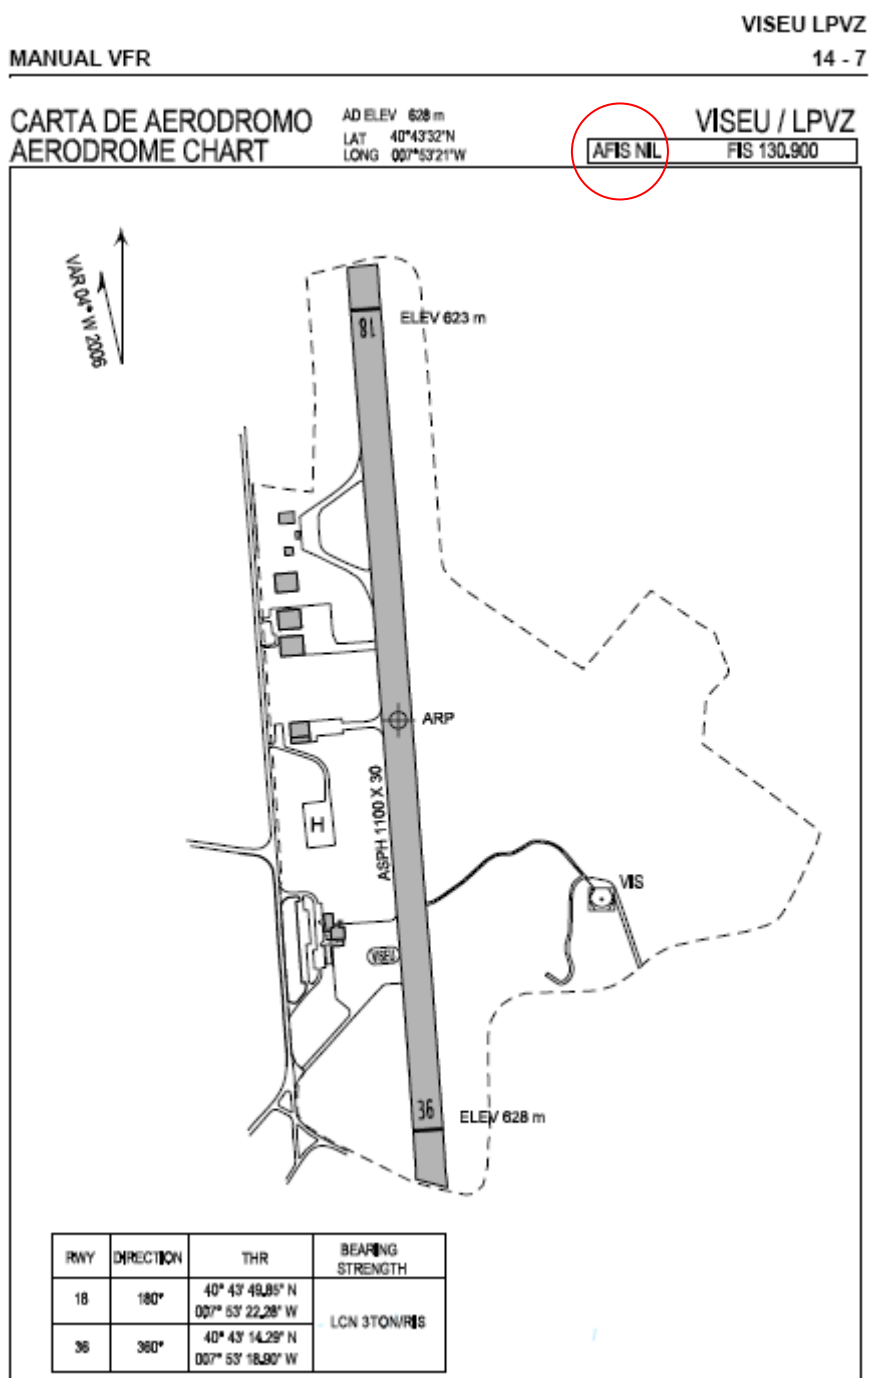 VISEU LPVZ
MANUAL VFR
14 - 7
CARTA DE AERODROMO
AERODROME CHART
AD ELEV 628 m
LAT 40°43'32"N
LONG 007°53'21"W
VISEU / LPVZ
AFIS NIL
FIS 130.900
VAR 04° W 2006
18
ELEV 623 m
ARP
ASPH 1100 X 30
H
VIS
VISEU
36
ELEV 628 m
RWY DIRECTION THR BEARING STRENGTH
18 180° 40° 43' 49.85" N
007° 53' 22.28" W
LCN 3TON/RIS
36 360° 40° 43' 14.29" N
007° 53' 18.90" W